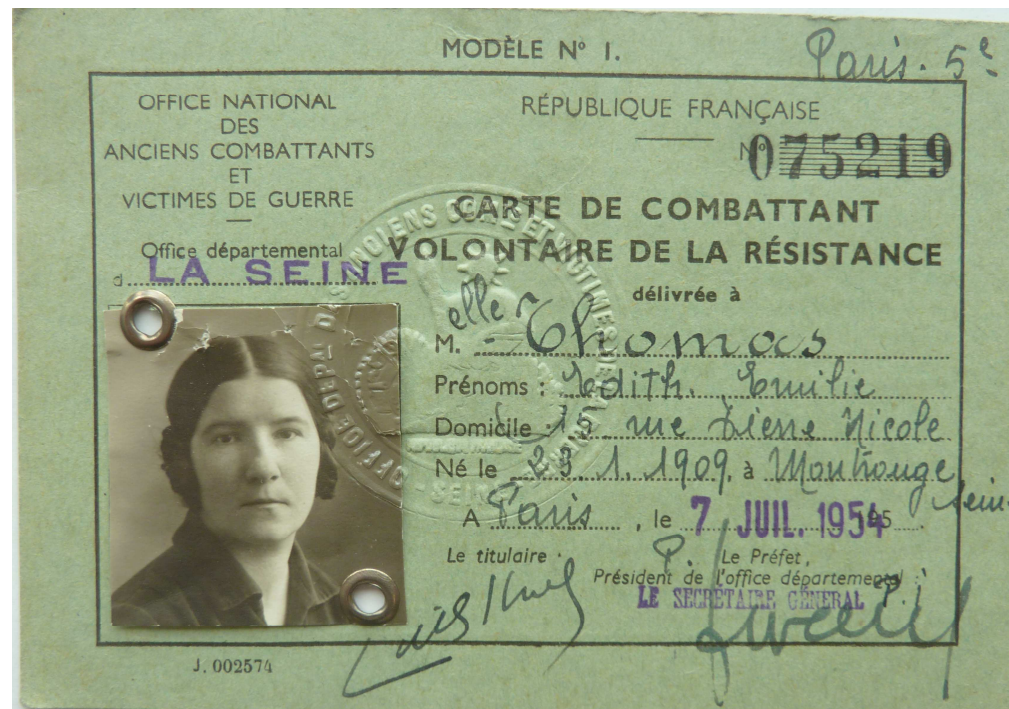 MODÈLE N° 1.
Paris. 5e
OFFICE NATIONAL
DES
ANCIENS COMBATTANTS
ET
VICTIMES DE GUERRE
Office départemental
d LA SEINE
RÉPUBLIQUE FRANÇAISE
N° 075219
CARTE DE COMBATTANT
VOLONTAIRE DE LA RÉSISTANCE
délivrée à
M. elle Thomas
Prénoms : Edith. Emilie
Domicile : 15 rue Pierre Nicole
Né le 23.1.1909. à Montrouge
Seine
A Paris , le 7 JUIL. 1954 195
Le titulaire :
P. Le Préfet,
Président de l'office départemental :
LE SECRÉTAIRE GÉNÉRAL P.i
J. 002574